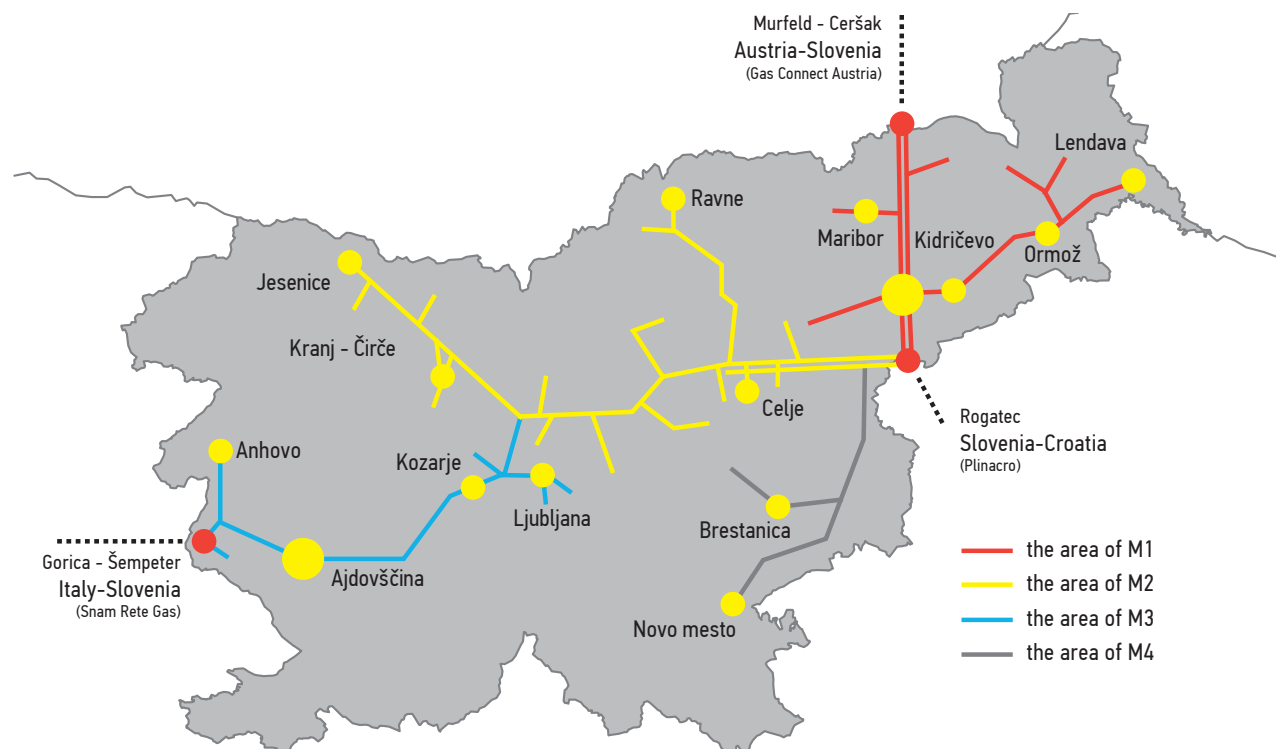 Murfeld - Ceršak
Austria-Slovenia
(Gas Connect Austria)
Lendava
Ravne
Maribor
Kidričevo
Ormož
Jesenice
Kranj - Čirče
Celje
Rogatec
Slovenia-Croatia
(Plinacro)
Anhovo
Kozarje
Ljubljana
Brestanica
Gorica - Šempeter
Italy-Slovenia
(Snam Rete Gas)
Ajdovščina
Novo mesto
the area of M1
the area of M2
the area of M3
the area of M4